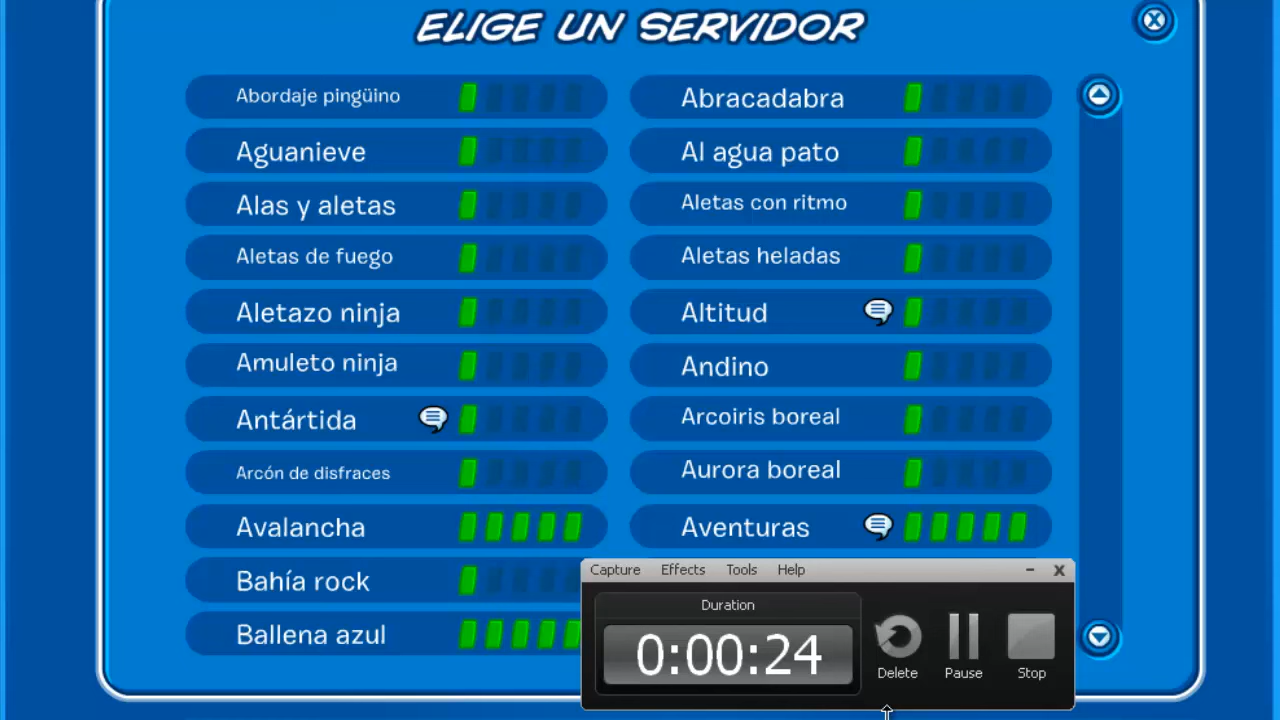 ELIGE UN SERVIDOR
Abordaje pingüino
Abracadabra
Aguanieve
Al agua pato
Alas y aletas
Aletas con ritmo
Aletas de fuego
Aletas heladas
Aletazo ninja
Altitud
Amuleto ninja
Andino
Antártida
Arcoiris boreal
Arcón de disfraces
Aurora boreal
Avalancha
Aventuras
Bahía rock
Ballena azul
Capture Effects Tools Help
Duration
0:00:24
Delete Pause Stop